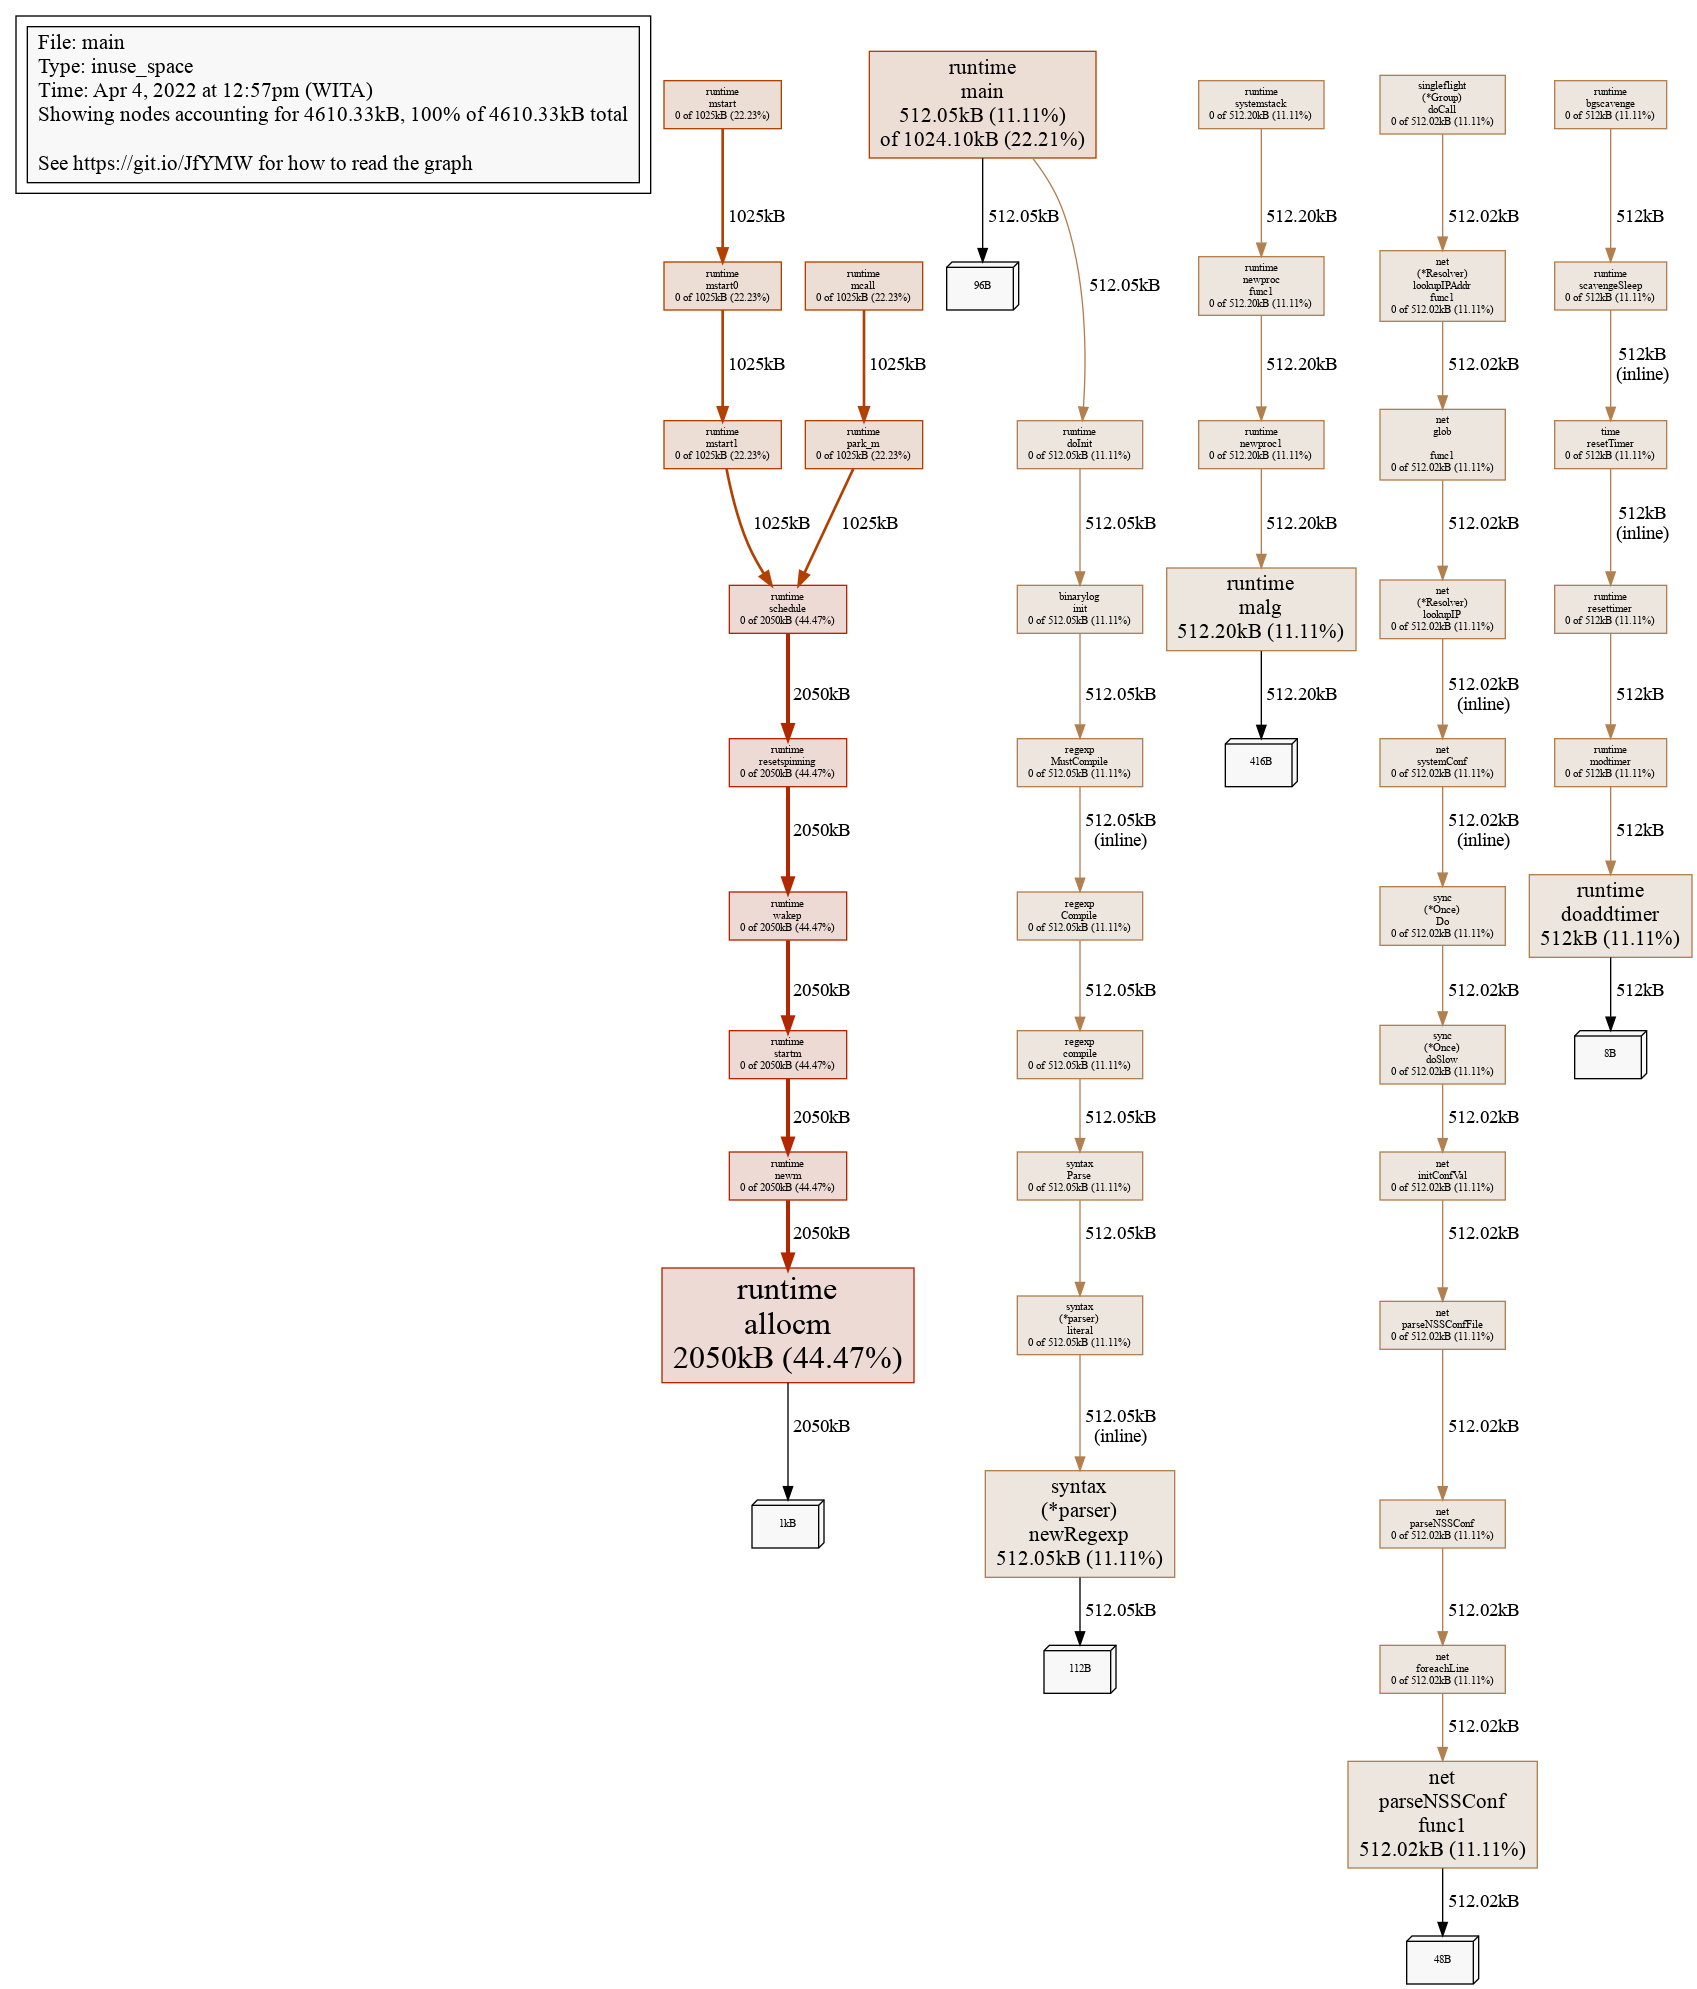 File: main
Type: inuse_space
Time: Apr 4, 2022 at 12:57pm (WITA)
Showing nodes accounting for 4610.33kB, 100% of 4610.33kB total
See https://git.io/JfYMW for how to read the graph
runtime
mstart
0 of 1025kB (22.23%)
1025kB
runtime
mstart0
0 of 1025kB (22.23%)
1025kB
runtime
mstart1
0 of 1025kB (22.23%)
1025kB
runtime
mcall
0 of 1025kB (22.23%)
1025kB
runtime
park_m
0 of 1025kB (22.23%)
1025kB
runtime
schedule
0 of 2050kB (44.47%)
2050kB
runtime
resetspinning
0 of 2050kB (44.47%)
2050kB
runtime
wakep
0 of 2050kB (44.47%)
2050kB
runtime
startm
0 of 2050kB (44.47%)
2050kB
runtime
newm
0 of 2050kB (44.47%)
2050kB
runtime
allocm
2050kB (44.47%)
2050kB
1kB
runtime
main
512.05kB (11.11%)
of 1024.10kB (22.21%)
512.05kB
96B
512.05kB
runtime
doInit
0 of 512.05kB (11.11%)
512.05kB
binarylog
init
0 of 512.05kB (11.11%)
512.05kB
regexp
MustCompile
0 of 512.05kB (11.11%)
512.05kB
(inline)
regexp
Compile
0 of 512.05kB (11.11%)
512.05kB
regexp
compile
0 of 512.05kB (11.11%)
512.05kB
syntax
Parse
0 of 512.05kB (11.11%)
512.05kB
syntax
(*parser)
literal
0 of 512.05kB (11.11%)
512.05kB
(inline)
syntax
(*parser)
newRegexp
512.05kB (11.11%)
512.05kB
112B
runtime
systemstack
0 of 512.20kB (11.11%)
512.20kB
runtime
newproc
func1
0 of 512.20kB (11.11%)
512.20kB
runtime
newproc1
0 of 512.20kB (11.11%)
512.20kB
runtime
malg
512.20kB (11.11%)
512.20kB
416B
singleflight
(*Group)
doCall
0 of 512.02kB (11.11%)
512.02kB
net
(*Resolver)
lookupIPAddr
func1
0 of 512.02kB (11.11%)
512.02kB
net
glob
func1
0 of 512.02kB (11.11%)
512.02kB
net
(*Resolver)
lookupIP
0 of 512.02kB (11.11%)
512.02kB
(inline)
net
systemConf
0 of 512.02kB (11.11%)
512.02kB
(inline)
sync
(*Once)
Do
0 of 512.02kB (11.11%)
512.02kB
sync
(*Once)
doSlow
0 of 512.02kB (11.11%)
512.02kB
net
initConfVal
0 of 512.02kB (11.11%)
512.02kB
net
parseNSSConfFile
0 of 512.02kB (11.11%)
512.02kB
net
parseNSSConf
0 of 512.02kB (11.11%)
512.02kB
net
foreachLine
0 of 512.02kB (11.11%)
512.02kB
net
parseNSSConf
func1
512.02kB (11.11%)
512.02kB
48B
runtime
bgscavenge
0 of 512kB (11.11%)
512kB
runtime
scavengeSleep
0 of 512kB (11.11%)
512kB
(inline)
time
resetTimer
0 of 512kB (11.11%)
512kB
(inline)
runtime
resettimer
0 of 512kB (11.11%)
512kB
runtime
modtimer
0 of 512kB (11.11%)
512kB
runtime
doaddtimer
512kB (11.11%)
512kB
8B